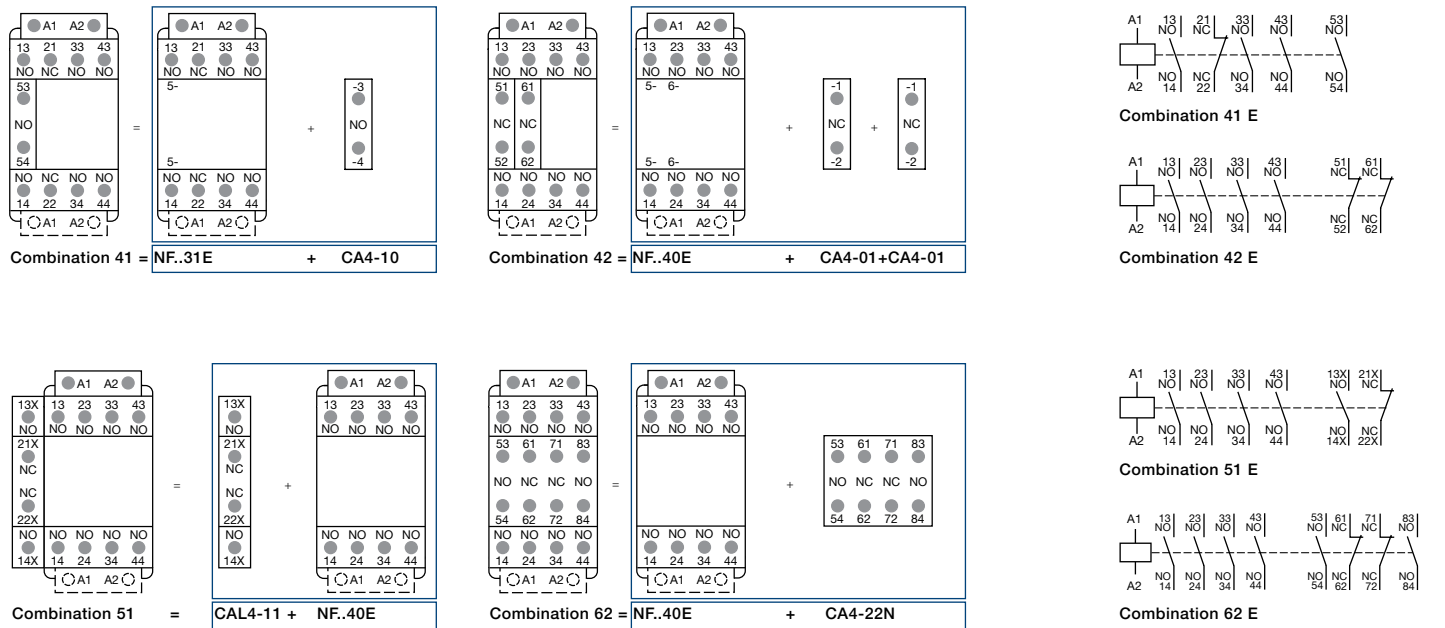 A1 A2
13 21 33 43
NO NC NO NO
53
NO
54
NO NC NO NO
14 22 34 44
A1 A2
=
A1 A2
13 21 33 43
NO NC NO NO
5-
5-
NO NC NO NO
14 22 34 44
A1 A2
+
-3
NO
-4
Combination 41 = NF..31E + CA4-10
A1 A2
13 23 33 43
NO NO NO NO
51 61
NC NC
52 62
NO NO NO NO
14 24 34 44
A1 A2
=
A1 A2
13 23 33 43
NO NO NO NO
5- 6-
5- 6-
NO NO NO NO
14 24 34 44
A1 A2
+
-1
NC
-2
+
-1
NC
-2
Combination 42 = NF..40E + CA4-01+CA4-01
A1 13 21 33 43 53
NO NC NO NO NO
NO NC NO NO NO
A2 14 22 34 44 54
Combination 41 E
A1 13 23 33 43 51 61
NO NO NO NO NC NC
NO NO NO NO NC NC
A2 14 24 34 44 52 62
Combination 42 E
A1 A2
13X 13 23 33 43
NO NO NO NO NO
21X
NC
NC
22X
NO NO NO NO NO
14X 14 24 34 44
A1 A2
=
13X
NO
21X
NC
NC
22X
NO
14X
+
A1 A2
13 23 33 43
NO NO NO NO
NO NO NO NO
14 24 34 44
A1 A2
Combination 51 = CAL4-11 + NF..40E
A1 A2
13 23 33 43
NO NO NO NO
53 61 71 83
NO NC NC NO
54 62 72 84
NO NO NO NO
14 24 34 44
A1 A2
=
A1 A2
13 23 33 43
NO NO NO NO
NO NO NO NO
14 24 34 44
A1 A2
+
53 61 71 83
NO NC NC NO
54 62 72 84
Combination 62 = NF..40E + CA4-22N
A1 13 23 33 43 13X 21X
NO NO NO NO NO NC
NO NO NO NO NO NC
A2 14 24 34 44 14X 22X
Combination 51 E
A1 13 23 33 43 53 61 71 83
NO NO NO NO NO NC NC NO
NO NO NO NO NO NC NC NO
A2 14 24 34 44 54 62 72 84
Combination 62 E